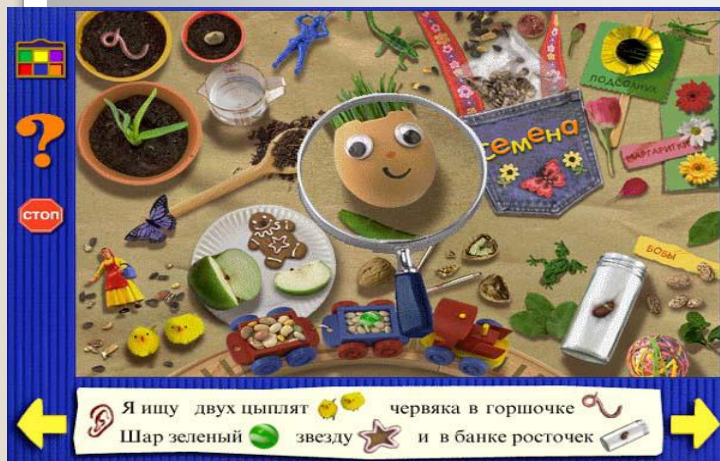 ПОДСОЛНУХ
семена
МАРГАРИТКИ
СТОП
БОБЫ
Я ищу двух цыплят червяка в горшочке
Шар зеленый звезду и в банке росточек